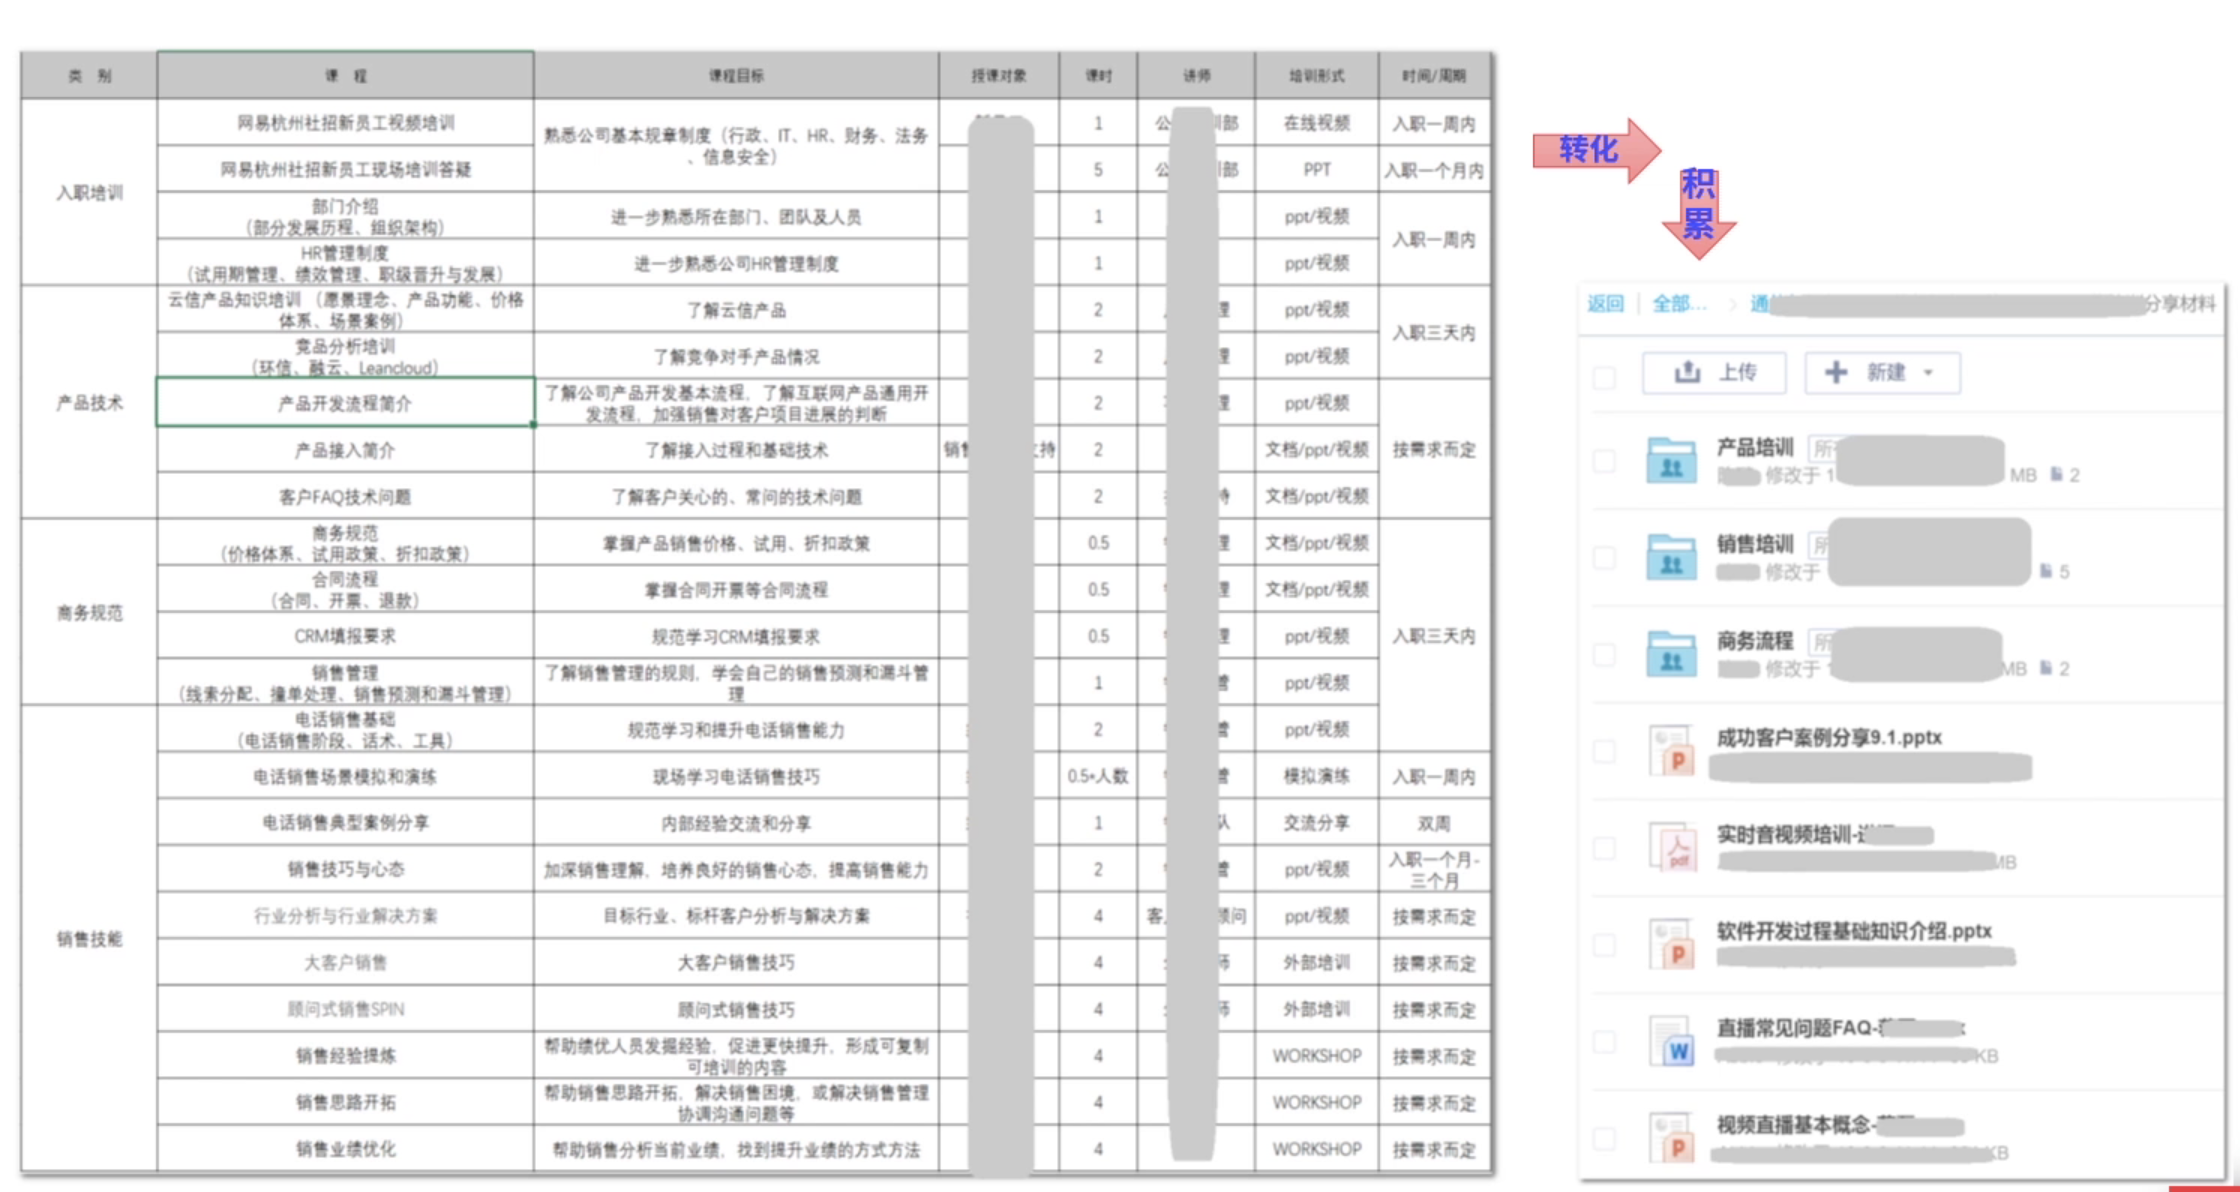 类 别 课 程 课程目标 授课对象 课时 讲师 培训形式 时间/周期
入职培训
网易杭州社招新员工视频培训
熟悉公司基本规章制度（行政、IT、HR、财务、法务
、信息安全）
1 公 部 在线视频 入职一周内
网易杭州社招新员工现场培训答疑
5 公 部 PPT 入职一个月内
部门介绍
（部分发展历程、组织架构）
进一步熟悉所在部门、团队及人员
1 ppt/视频
入职一周内
HR管理制度
（试用期管理、绩效管理、职级晋升与发展）
进一步熟悉公司HR管理制度
1 ppt/视频
产品技术
云信产品知识培训 （愿景理念、产品功能、价格
体系、场景案例）
了解云信产品
2 理 ppt/视频
入职三天内
竞品分析培训
（环信、融云、Leancloud）
了解竞争对手产品情况
2 理 ppt/视频
产品开发流程简介
了解公司产品开发基本流程，了解互联网产品通用开
发流程，加强销售对客户项目进展的判断
2 理 ppt/视频
产品接入简介
了解接入过程和基础技术
销售 支持 2 文档/ppt/视频 按需求而定
客户FAQ技术问题
了解客户关心的、常问的技术问题
2 持 文档/ppt/视频
商务规范
商务规范
（价格体系、试用政策、折扣政策）
掌握产品销售价格、试用、折扣政策
0.5 理 文档/ppt/视频
合同流程
（合同、开票、退款）
掌握合同开票等合同流程
0.5 理 文档/ppt/视频
CRM填报要求
规范学习CRM填报要求
0.5 理 ppt/视频 入职三天内
销售管理
（线索分配、撞单处理、销售预测和漏斗管理）
了解销售管理的规则，学会自己的销售预测和漏斗管
理
1 管 ppt/视频
销售技能
电话销售基础
（电话销售阶段、话术、工具）
规范学习和提升电话销售能力
2 管 ppt/视频
电话销售场景模拟和演练
现场学习电话销售技巧
0.5*人数 管 模拟演练 入职一周内
电话销售典型案例分享
内部经验交流和分享
1 队 交流分享 双周
销售技巧与心态
加深销售理解，培养良好的销售心态，提高销售能力
2 管 ppt/视频
入职一个月-
三个月
行业分析与行业解决方案
目标行业、标杆客户分析与解决方案
4 客 顾问 ppt/视频 按需求而定
大客户销售
大客户销售技巧
4 师 外部培训 按需求而定
顾问式销售SPIN
顾问式销售技巧
4 师 外部培训 按需求而定
销售经验提炼
帮助绩优人员发掘经验，促进更快提升，形成可复制
可培训的内容
4 WORKSHOP 按需求而定
销售思路开拓
帮助销售思路开拓，解决销售困境，或解决销售管理
协调沟通问题等
4 WORKSHOP 按需求而定
销售业绩优化
帮助销售分析当前业绩，找到提升业绩的方式方法
4 WORKSHOP 按需求而定
转化
积
累
返回 全部... 通 分享材料
上传 新建
产品培训 所
修改于 1 MB 2
销售培训 所
修改于 5
商务流程 所
修改于 MB 2
成功客户案例分享9.1.pptx
实时音视频培训-
MB
软件开发过程基础知识介绍.pptx
直播常见问题FAQ-
KB
视频直播基本概念-
KB